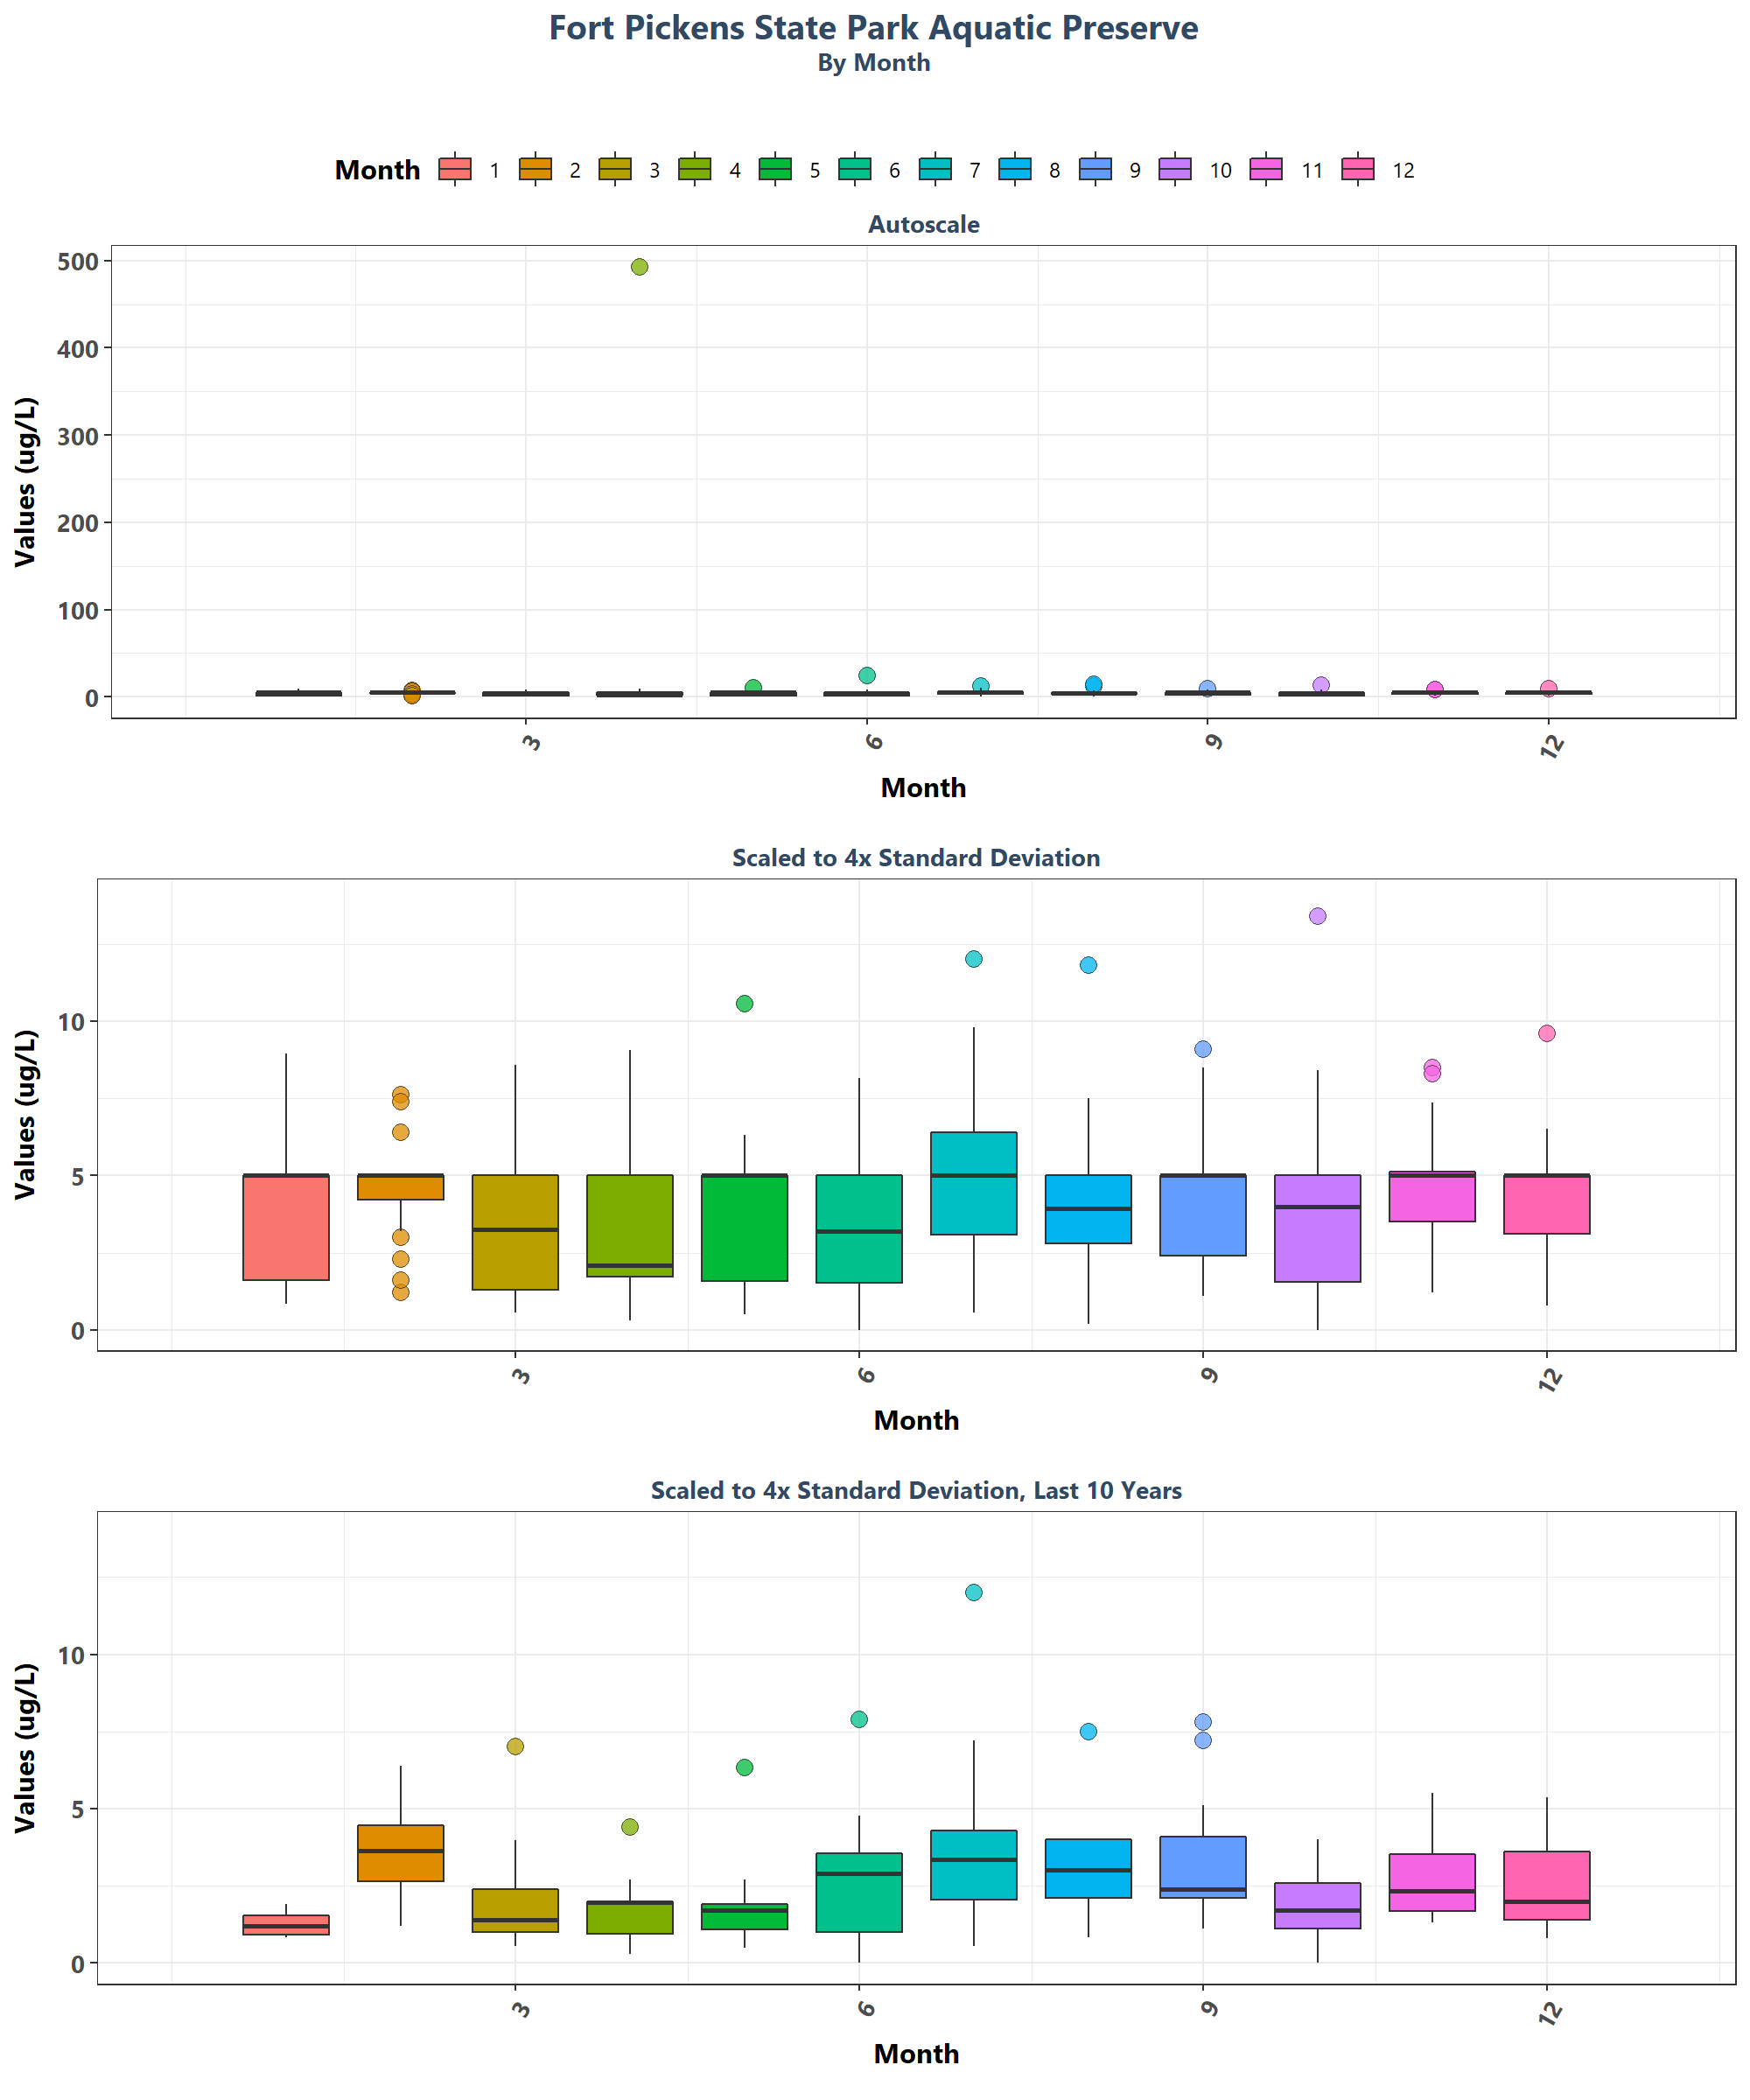 Fort Pickens State Park Aquatic Preserve
By Month
Month 1 2 3 4 5 6 7 8 9 10 11 12
Autoscale
Values (ug/L)
500
400
300
200
100
0
3 6 9 12
Month
Scaled to 4x Standard Deviation
Values (ug/L)
10
5
0
3 6 9 12
Month
Scaled to 4x Standard Deviation, Last 10 Years
Values (ug/L)
10
5
0
3 6 9 12
Month